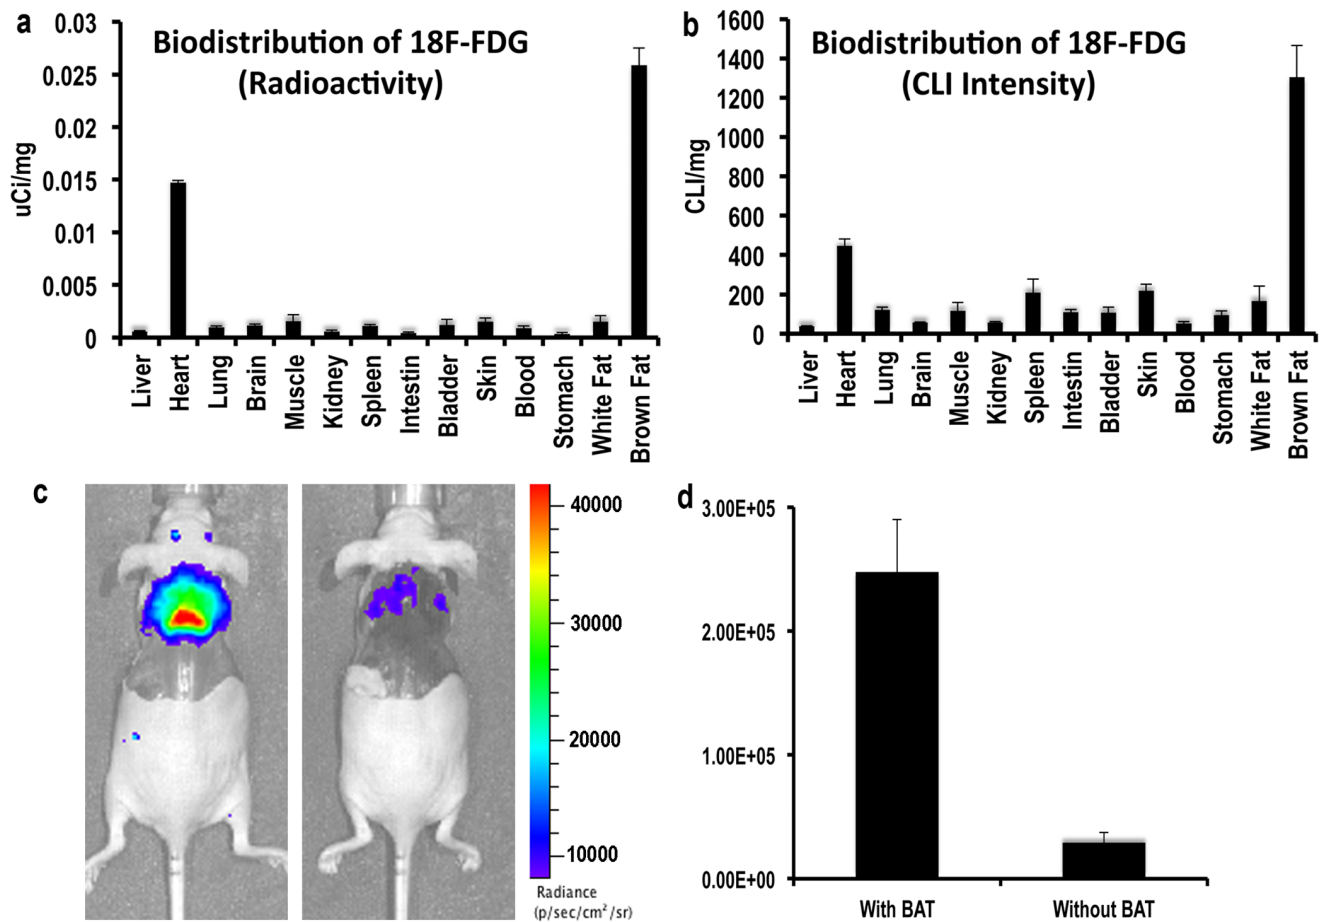 a
Biodistribution of 18F-FDG
(Radioactivity)
uCi/mg
0.03
0.025
0.02
0.015
0.01
0.005
0
Liver
Heart
Lung
Brain
Muscle
Kidney
Spleen
Intestin
Bladder
Skin
Blood
Stomach
White Fat
Brown Fat
b
Biodistribution of 18F-FDG
(CLI Intensity)
CLI/mg
1600
1400
1200
1000
800
600
400
200
0
Liver
Heart
Lung
Brain
Muscle
Kidney
Spleen
Intestin
Bladder
Skin
Blood
Stomach
White Fat
Brown Fat
c
40000
30000
20000
10000
Radiance
(p/sec/cm²/sr)
d
3.00E+05
2.00E+05
1.00E+05
0.00E+00
With BAT
Without BAT